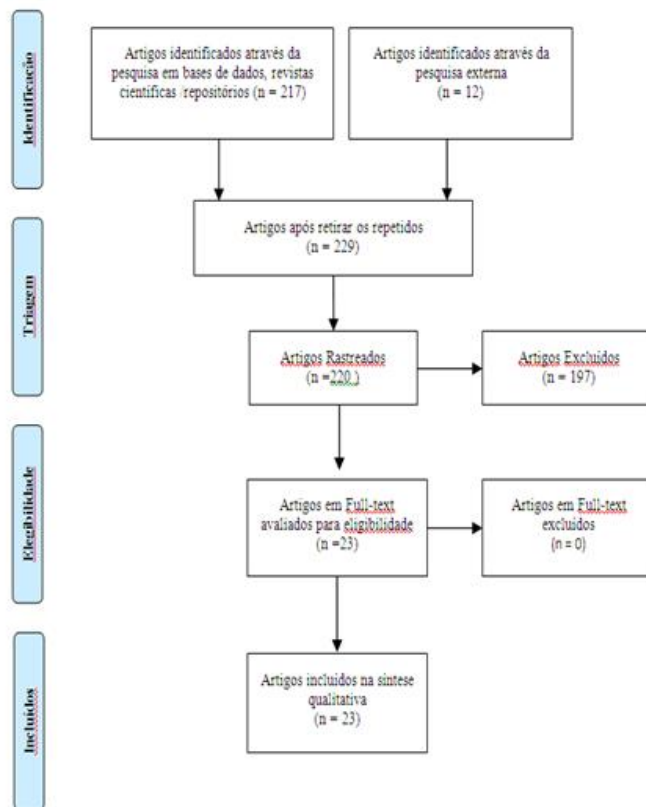 Identificação
Artigos identificados através da
pesquisa em bases de dados, revistas
científicas /repositórios (n = 217)
Artigos identificados através da
pesquisa externa
(n = 12)
Triagem
Artigos após retirar os repetidos
(n = 229)
Artigos Rastreados
(n =220 )
Artigos Excluídos
(n = 197)
Elegibilidade
Artigos em Full-text
avaliados para eligibilidade
(n =23)
Artigos em Full-text
excluídos
(n = 0)
Incluídos
Artigos incluídos na síntese
qualitativa
(n = 23)